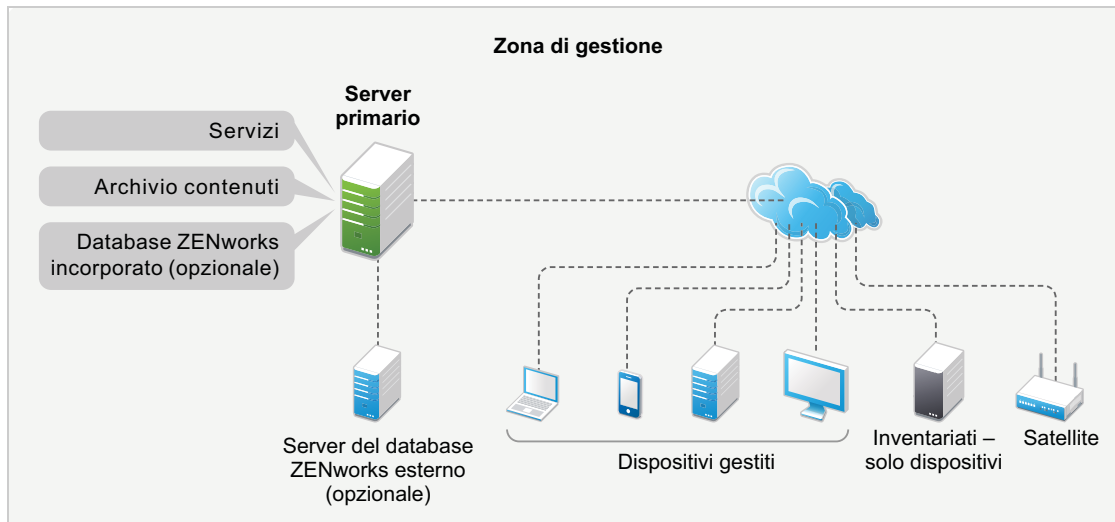 Zona di gestione
Server
primario
Servizi
Archivio contenuti
Database ZENworks
incorporato (opzionale)
Server del database
ZENworks esterno
(opzionale)
Dispositivi gestiti
Inventariati –
solo dispositivi
Satellite